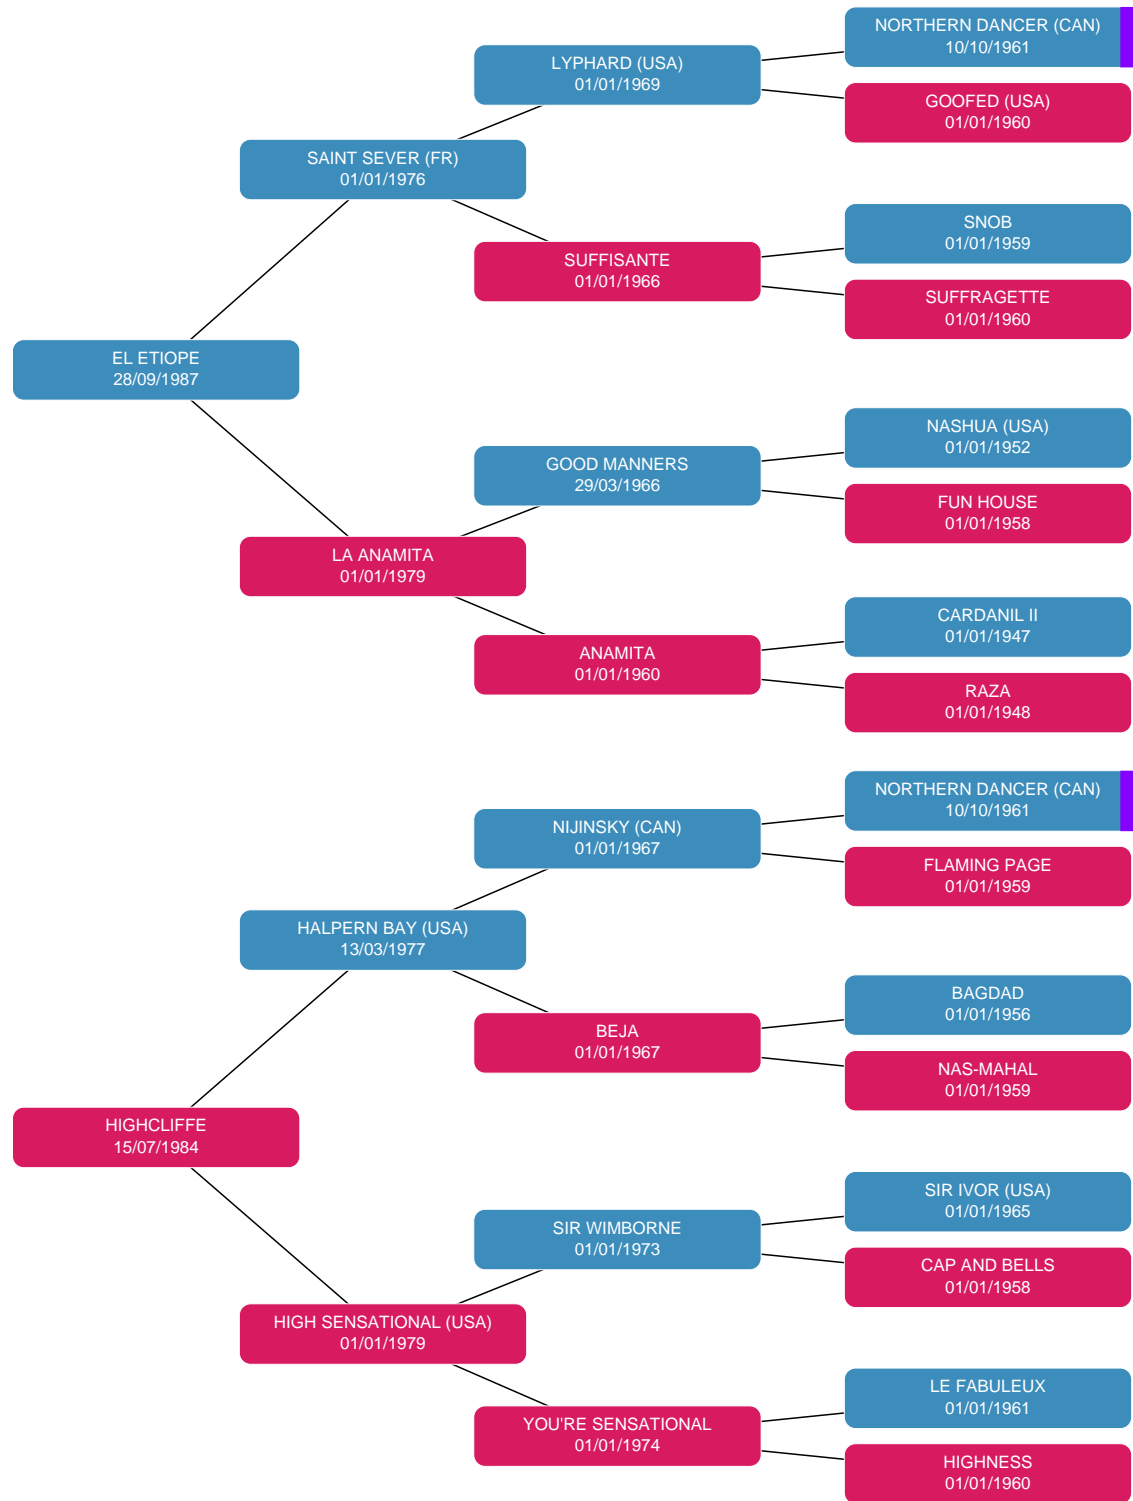 NORTHERN DANCER (CAN)
10/10/1961
LYPHARD (USA)
01/01/1969
GOOFED (USA)
01/01/1960
SAINT SEVER (FR)
01/01/1976
SNOB
01/01/1959
SUFFISANTE
01/01/1966
SUFFRAGETTE
01/01/1960
EL ETIOPE
28/09/1987
NASHUA (USA)
01/01/1952
GOOD MANNERS
29/03/1966
FUN HOUSE
01/01/1958
LA ANAMITA
01/01/1979
CARDANIL II
01/01/1947
ANAMITA
01/01/1960
RAZA
01/01/1948
NORTHERN DANCER (CAN)
10/10/1961
NIJINSKY (CAN)
01/01/1967
FLAMING PAGE
01/01/1959
HALPERN BAY (USA)
13/03/1977
BAGDAD
01/01/1956
BEJA
01/01/1967
NAS-MAHAL
01/01/1959
HIGHCLIFFE
15/07/1984
SIR IVOR (USA)
01/01/1965
SIR WIMBORNE
01/01/1973
CAP AND BELLS
01/01/1958
HIGH SENSATIONAL (USA)
01/01/1979
LE FABULEUX
01/01/1961
YOU'RE SENSATIONAL
01/01/1974
HIGHNESS
01/01/1960